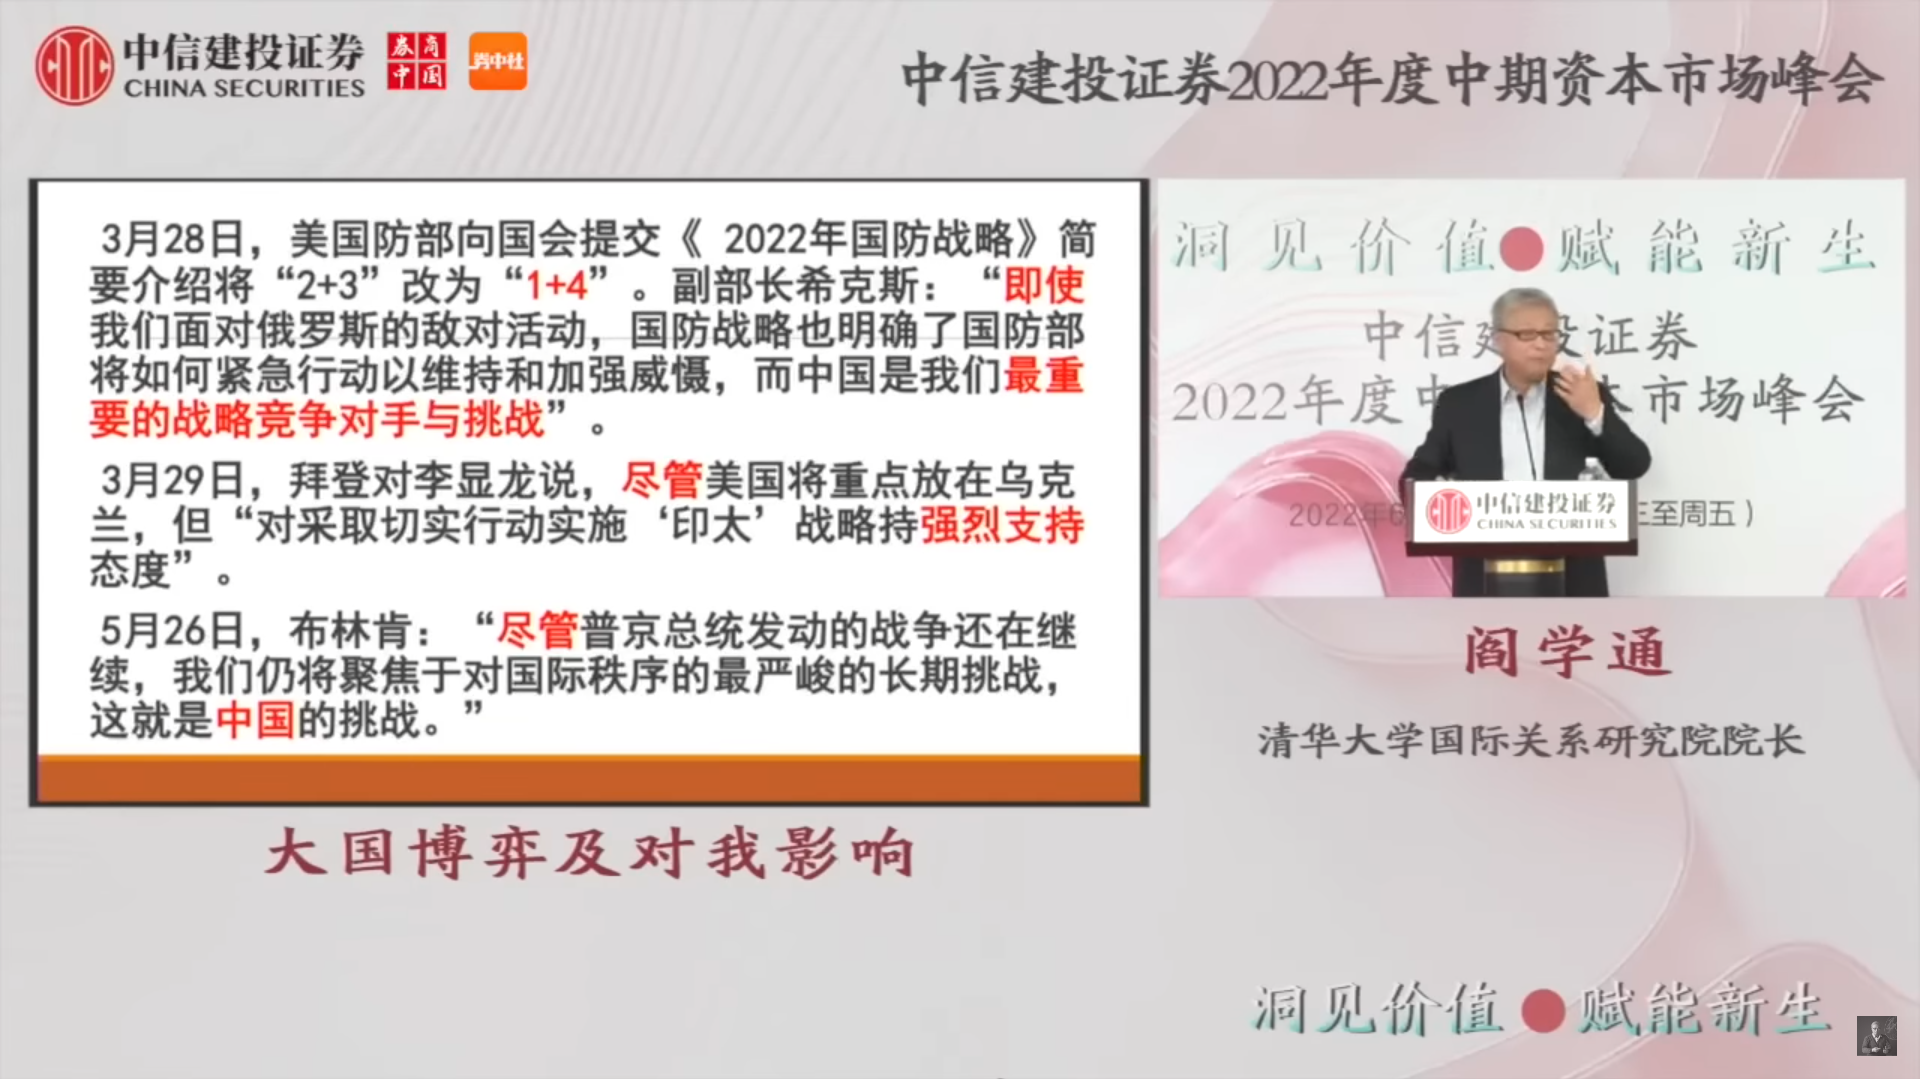 中信建投证券
CHINA SECURITIES
券商
中国
券中社
中信建投证券2022年度中期资本市场峰会
3月28日，美国防部向国会提交《 2022年国防战略》简
要介绍将“2+3”改为“1+4”。副部长希克斯：“即使
我们面对俄罗斯的敌对活动，国防战略也明确了国防部
将如何紧急行动以维持和加强威慑，而中国是我们最重
要的战略竞争对手与挑战”。
3月29日，拜登对李显龙说，尽管美国将重点放在乌克
兰，但“对采取切实行动实施‘印太’战略持强烈支持
态度”。
5月26日，布林肯：“尽管普京总统发动的战争还在继
续，我们仍将聚焦于对国际秩序的最严峻的长期挑战，
这就是中国的挑战。”
大国博弈及对我影响
洞见价值●赋能新生
中信建投证券
2022年度中 本市场峰会
2022年6 至周五）
中信建投证券
CHINA SECURITIES
阎学通
清华大学国际关系研究院院长
洞见价值●赋能新生